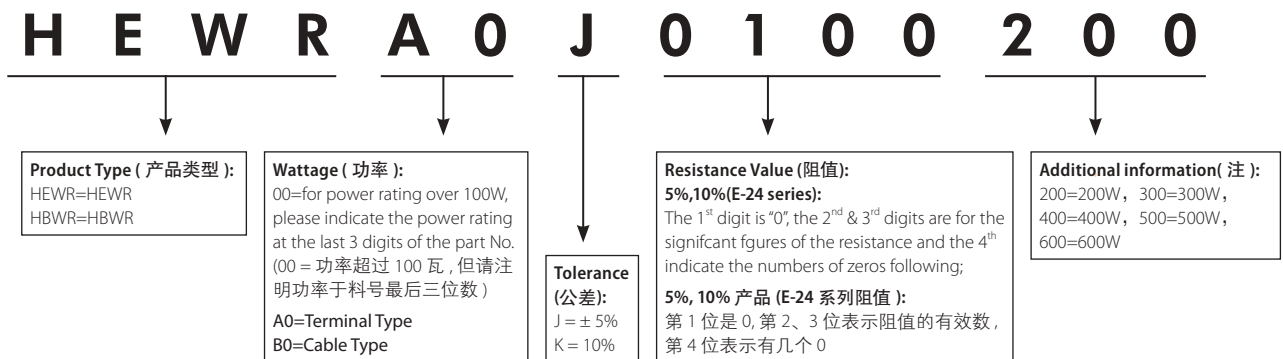 H E W R A 0 J 0 1 0 0 2 0 0
Product Type ( 产品类型 ):
HEWR=HEWR
HBWR=HBWR
Wattage ( 功率 ):
00=for power rating over 100W,
please indicate the power rating
at the last 3 digits of the part No.
(00 = 功率超过 100 瓦 , 但请注
明功率于料号最后三位数 )
A0=Terminal Type
B0=Cable Type
Tolerance
(公差):
J = ± 5%
K = 10%
Resistance Value (阻值):
5%,10%(E-24 series):
The 1st digit is "0", the 2nd & 3rd digits are for the
signifcant fgures of the resistance and the 4th
indicate the numbers of zeros following;
5%, 10% 产品 (E-24 系列阻值 ):
第 1 位是 0, 第 2、3 位表示阻值的有效数 ,
第 4 位表示有几个 0
Additional information( 注 ):
200=200W，300=300W，
400=400W，500=500W，
600=600W